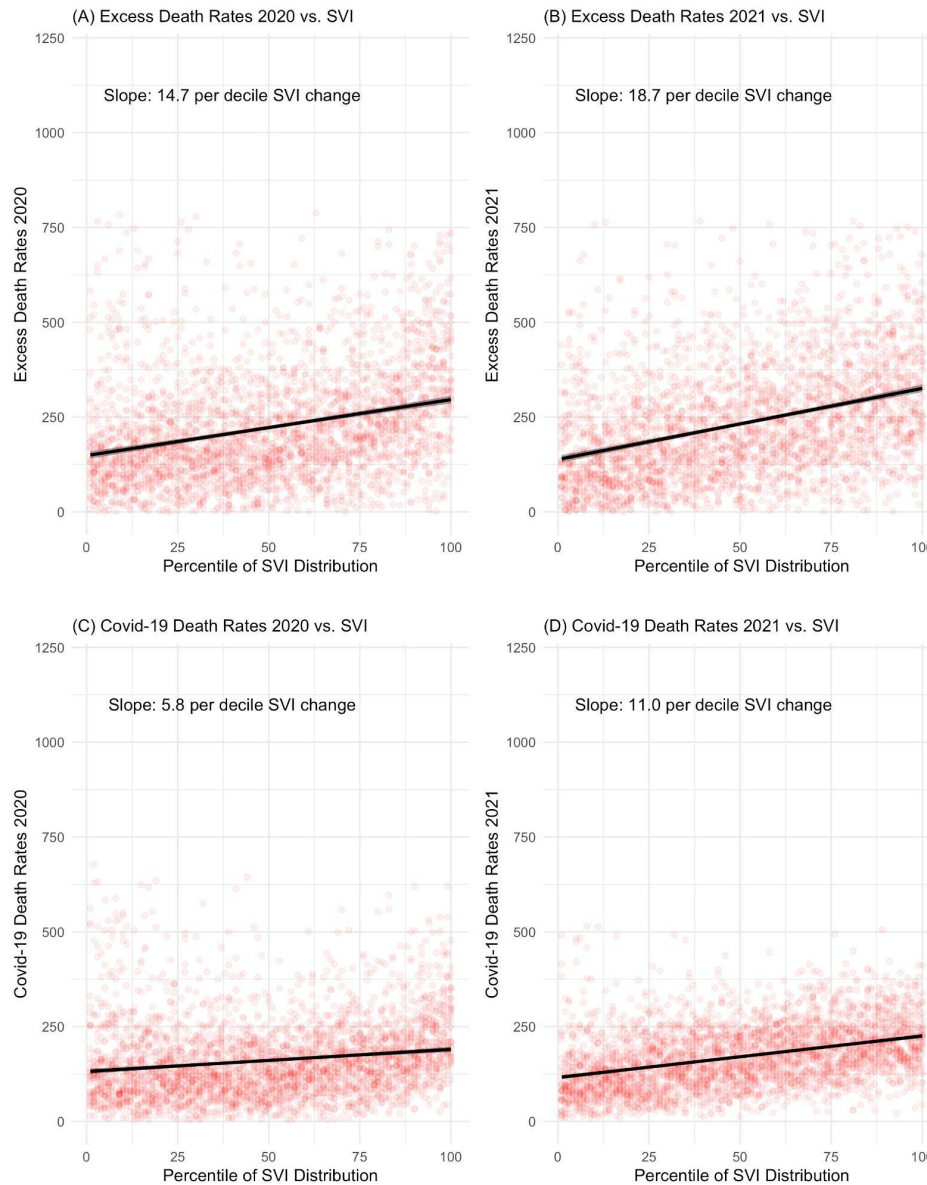 (A) Excess Death Rates 2020 vs. SVI
1250
Slope: 14.7 per decile SVI change
1000
750
500
250
0
Excess Death Rates 2020
0 25 50 75 100
Percentile of SVI Distribution
(B) Excess Death Rates 2021 vs. SVI
1250
Slope: 18.7 per decile SVI change
1000
750
500
250
0
Excess Death Rates 2021
0 25 50 75 10
Percentile of SVI Distribution
(C) Covid-19 Death Rates 2020 vs. SVI
1250
Slope: 5.8 per decile SVI change
1000
750
500
250
0
Covid-19 Death Rates 2020
0 25 50 75 100
Percentile of SVI Distribution
(D) Covid-19 Death Rates 2021 vs. SVI
1250
Slope: 11.0 per decile SVI change
1000
750
500
250
0
Covid-19 Death Rates 2021
0 25 50 75 10
Percentile of SVI Distribution